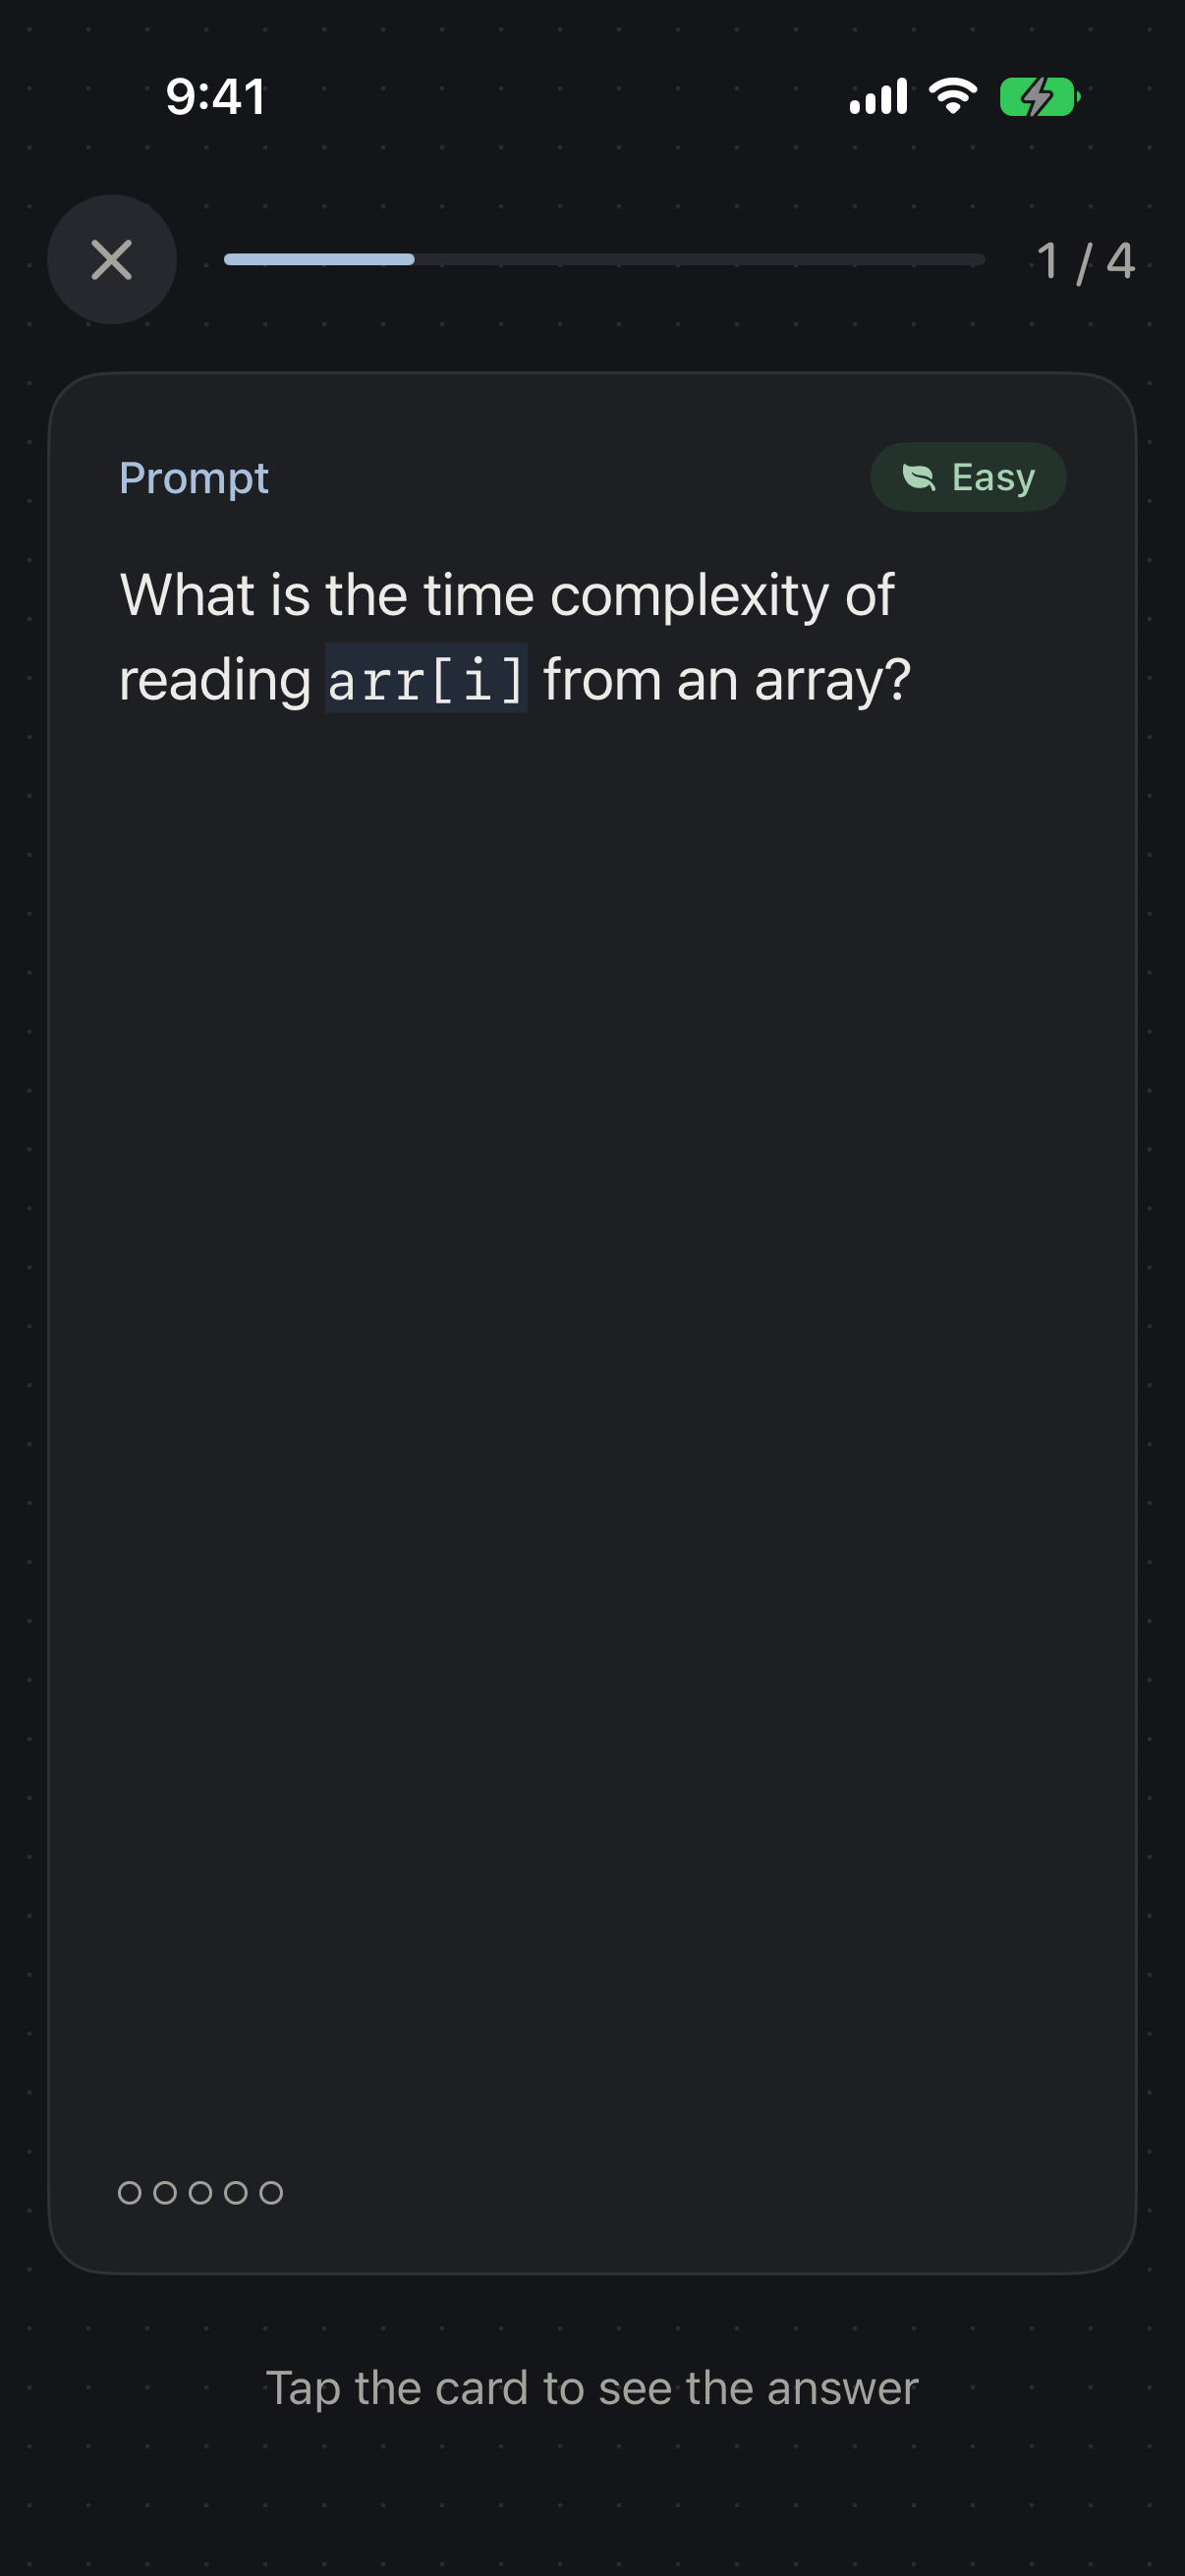 9:41
1 / 4
Prompt
Easy
What is the time complexity of
reading arr[i] from an array?
Tap the card to see the answer